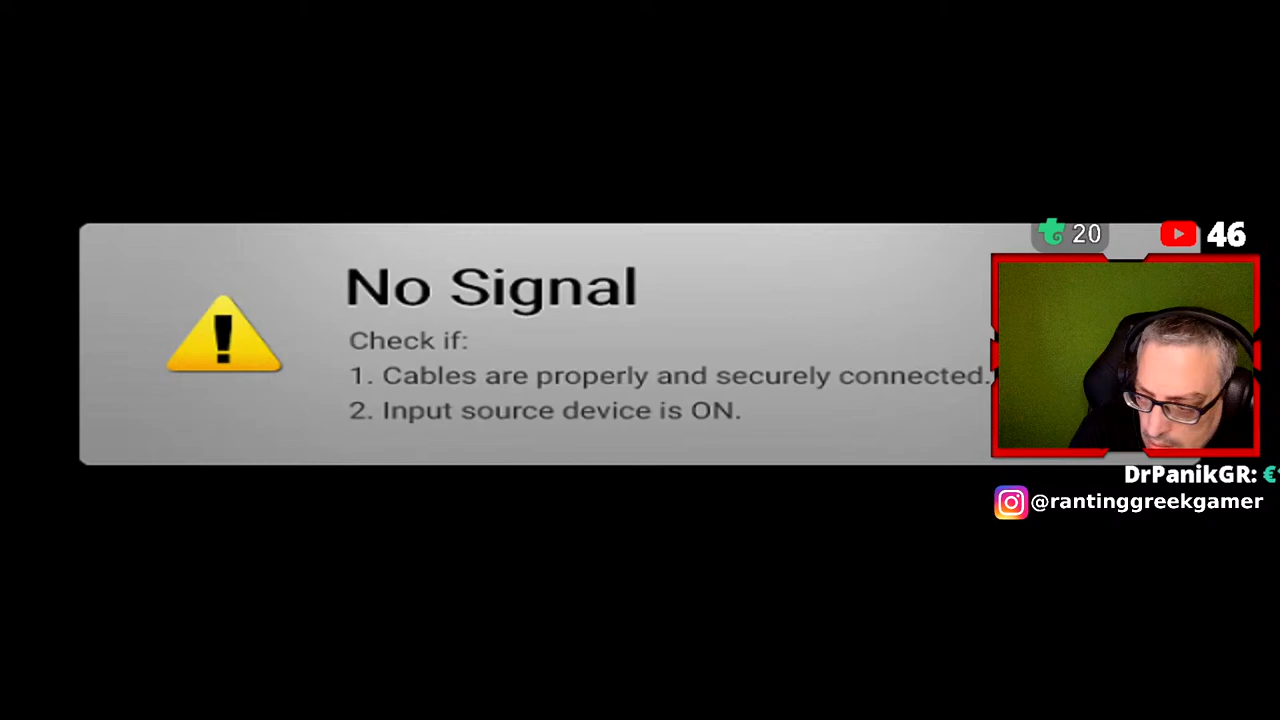 20
46
No Signal
Check if:
1. Cables are properly and securely connected.
2. Input source device is ON.
DrPanikGR: €
@rantinggreekgamer